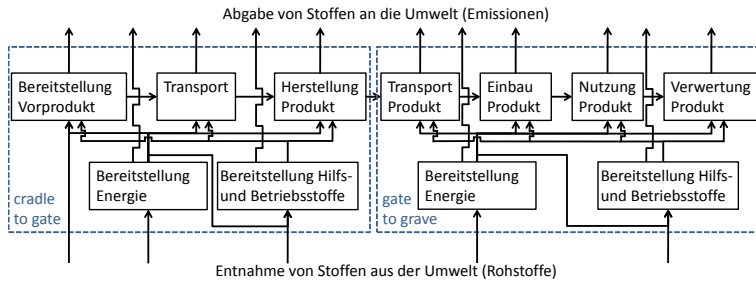 Abgabe von Stoffen an die Umwelt (Emissionen)
Bereitstellung
Vorprodukt
Transport
Herstellung
Produkt
Transport
Produkt
Einbau
Produkt
Nutzung
Produkt
Verwertung
Produkt
cradle
to gate
Bereitstellung
Energie
Bereitstellung Hilfs-
und Betriebsstoffe
gate
to grave
Bereitstellung
Energie
Bereitstellung Hilfs-
und Betriebsstoffe
Entnahme von Stoffen aus der Umwelt (Rohstoffe)